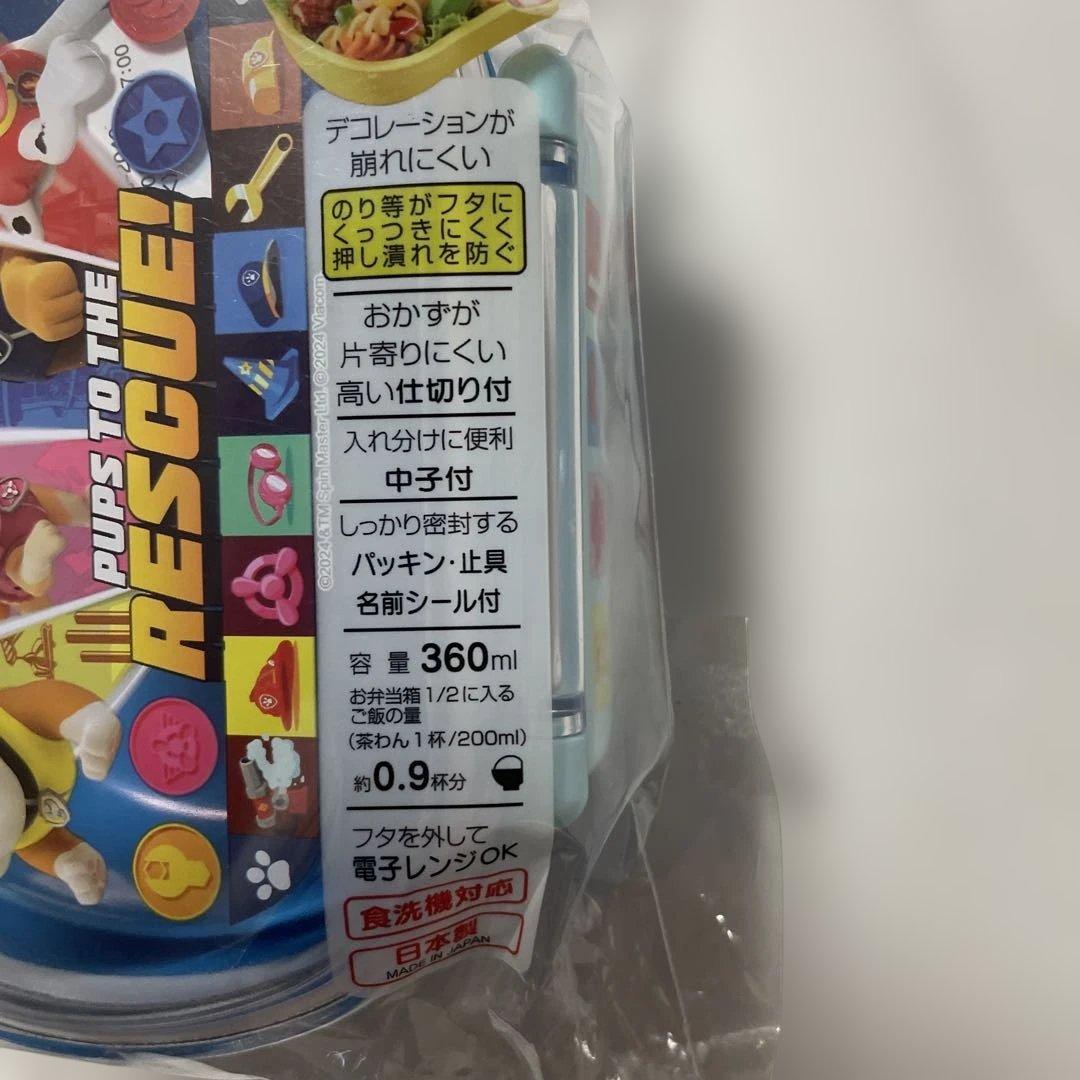 7:00
PUPS TO THE
RESCUE!
デコレーションが
崩れにくい
のり等がフタに
くっつきにくく
押し潰れを防ぐ
おかずが
片寄りにくい
高い仕切り付
入れ分けに便利
中子付
しっかり密封する
パッキン・止具
名前シール付
容量 360ml
お弁当箱1/2に入る
ご飯の量
(茶わん1杯/200ml)
約0.9杯分
フタを外して
電子レンジOK
食洗機対応
日本製
MADE IN JAPAN
©2024 &TM Spin Master Ltd. ©2024 Viacom